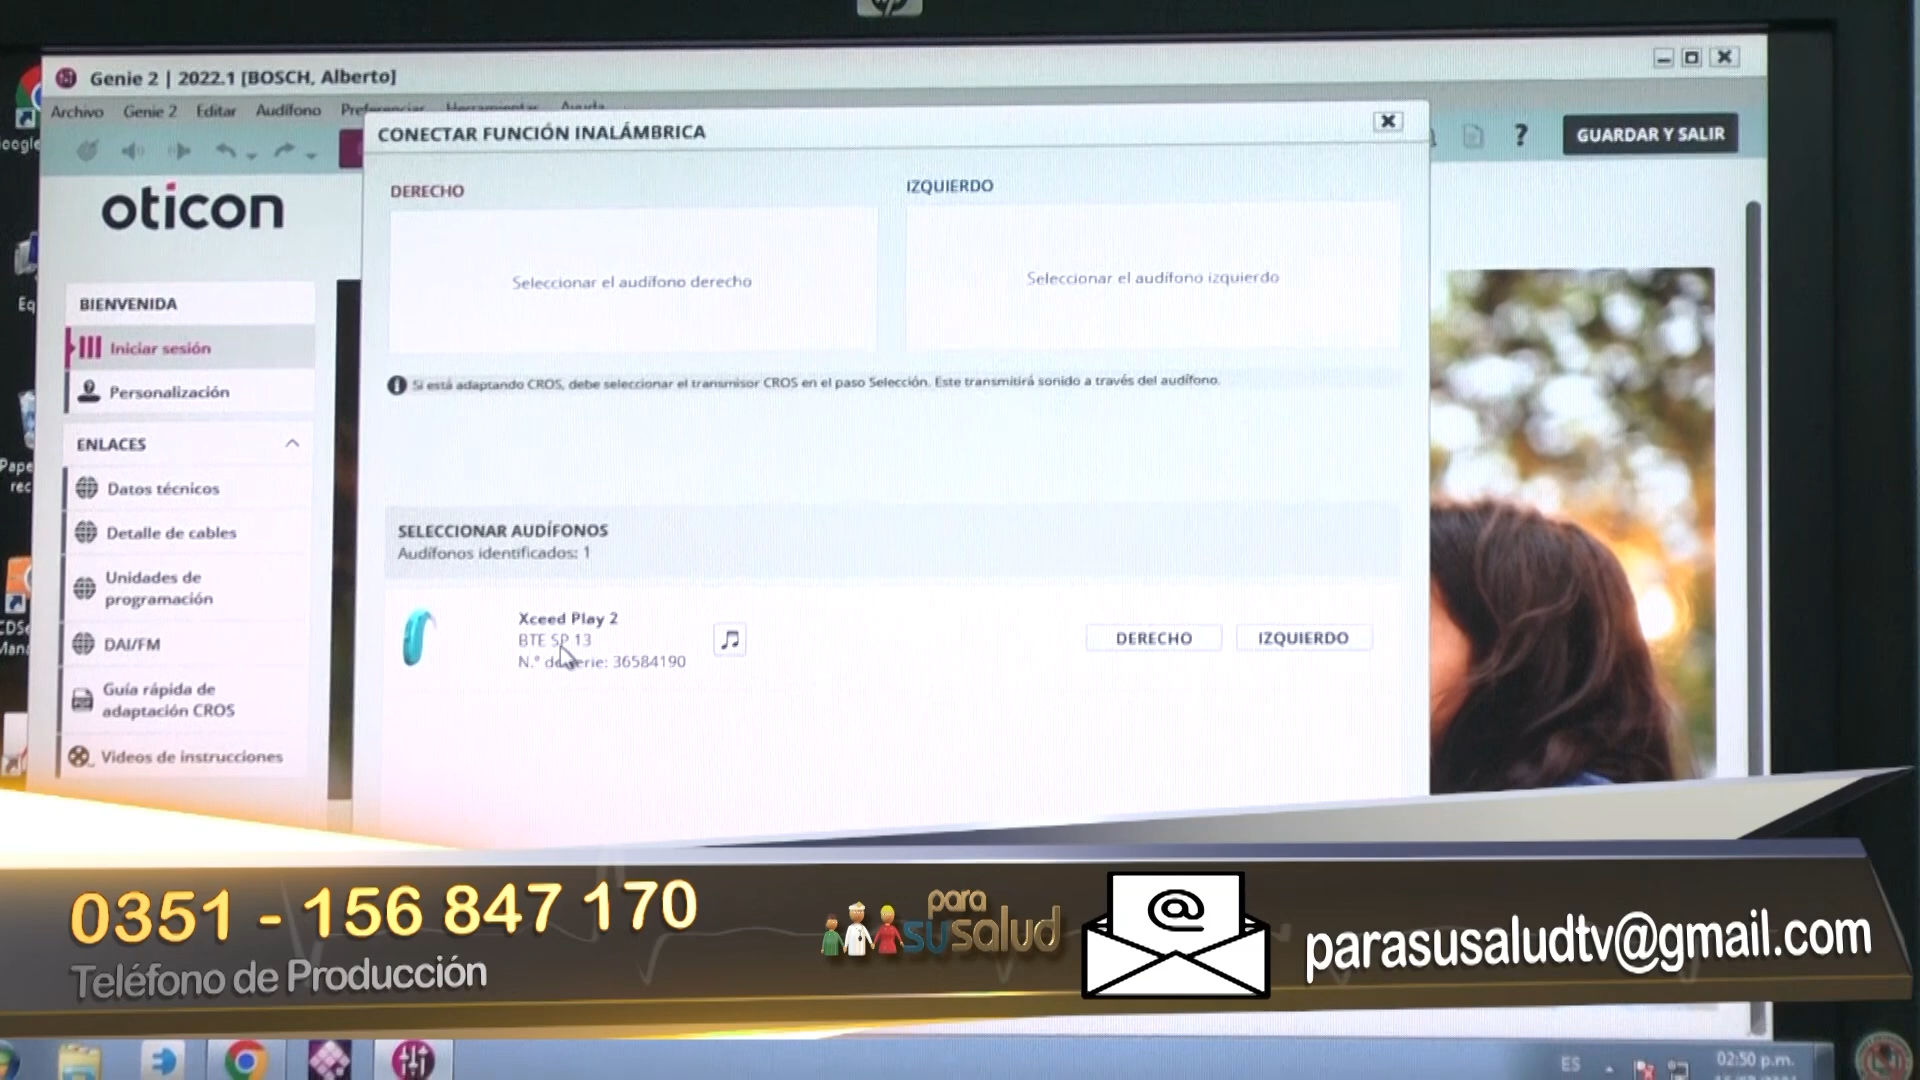 Genie 2 | 2022.1 [BOSCH, Alberto]
Archivo Genie 2 Editar Audífono Preferencias Herramientas Ayuda
CONECTAR FUNCIÓN INALÁMBRICA
? GUARDAR Y SALIR
oticon
DERECHO
IZQUIERDO
Seleccionar el audífono derecho
Seleccionar el audífono izquierdo
BIENVENIDA
Iniciar sesión
Personalización
Si está adaptando CROS, debe seleccionar el transmisor CROS en el paso Selección. Este transmitirá sonido a través del audífono.
ENLACES
Datos técnicos
Detalle de cables
Unidades de
programación
DAI/FM
Guía rápida de
adaptación CROS
Videos de instrucciones
SELECCIONAR AUDÍFONOS
Audífonos identificados: 1
Xceed Play 2
BTE SP 13
N.º de serie: 36584190
DERECHO
IZQUIERDO
0351 - 156 847 170
Teléfono de Producción
para
susalud
@
parasusaludtv@gmail.com
ES
02:50 p.m.